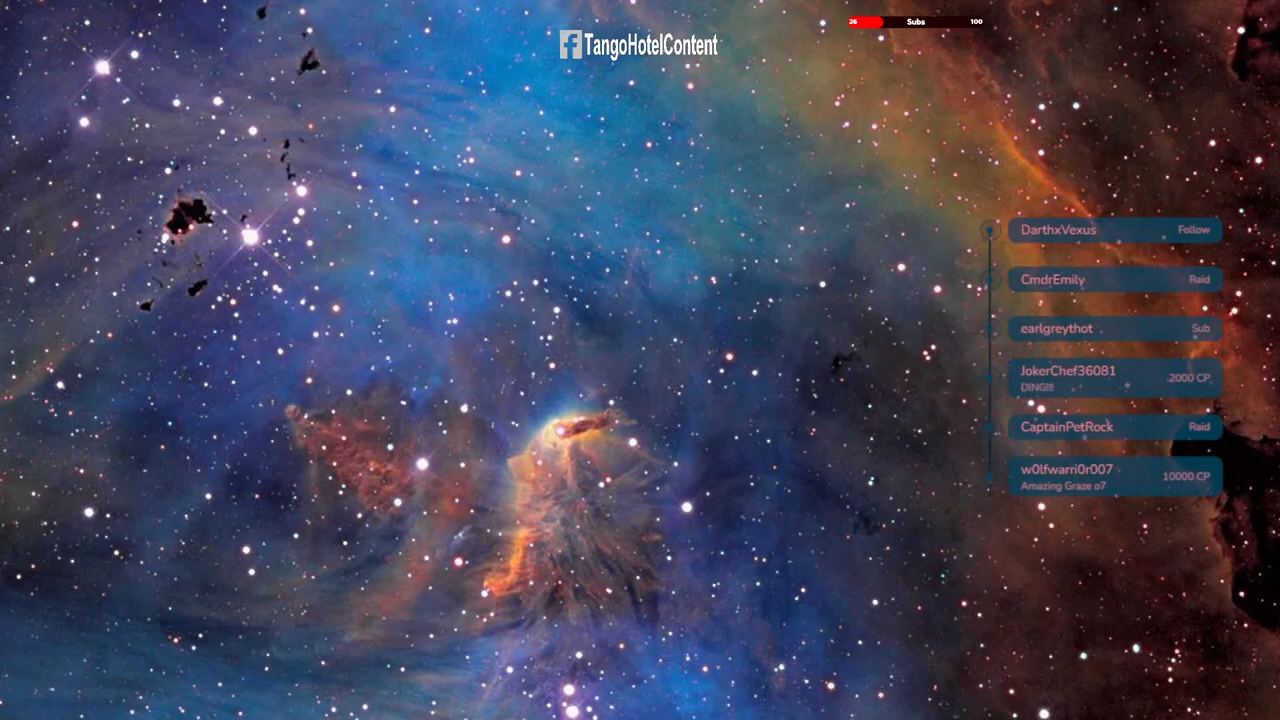 26 Subs 100
TangoHotelContent
DarthxVexus Follow
CmdrEmily Raid
earlgreythot Sub
JokerChef36081
DING!!! 2000 CP
CaptainPetRock Raid
w0lfwarri0r007
Amazing Graze o7 10000 CP